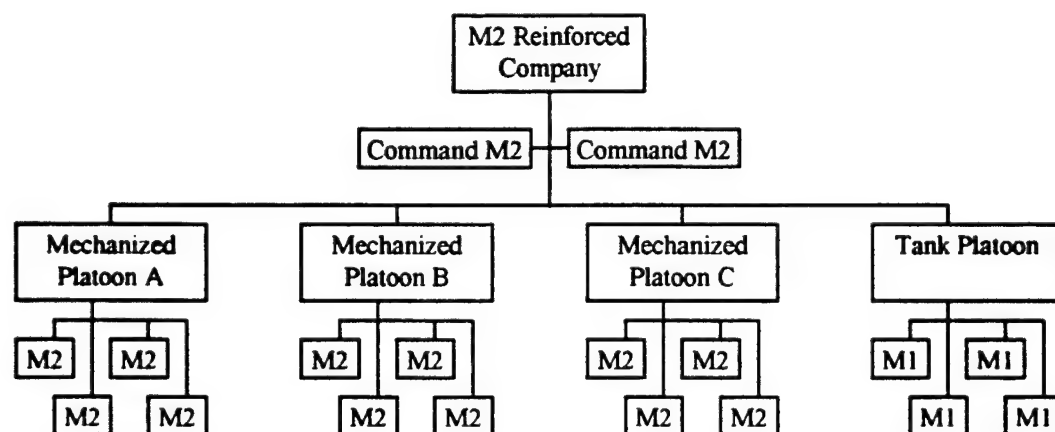 M2 Reinforced
Company
Command M2
Command M2
Mechanized
Platoon A
Mechanized
Platoon B
Mechanized
Platoon C
Tank Platoon
M2
M2
M2
M2
M2
M2
M2
M2
M2
M2
M2
M2
M1
M1
M1
M1